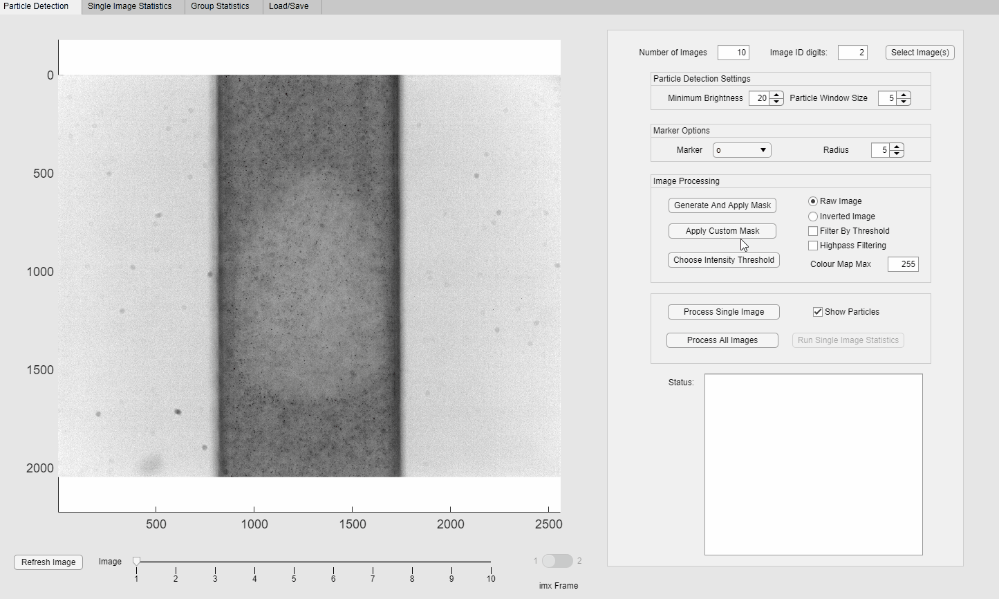 Particle Detection Single Image Statistics Group Statistics Load/Save
Number of Images 10 Image ID digits: 2 Select Image(s)
Particle Detection Settings
Minimum Brightness 20 Particle Window Size 5
Marker Options
Marker o Radius 5
Image Processing
Generate And Apply Mask Raw Image
Inverted Image
Apply Custom Mask Filter By Threshold
Highpass Filtering
Choose Intensity Threshold Colour Map Max 255
Process Single Image Show Particles
Process All Images Run Single Image Statistics
Status:
0
500
1000
1500
2000
500 1000 1500 2000 2500
Refresh Image Image 1 2
1 2 3 4 5 6 7 8 9 10
imx Frame